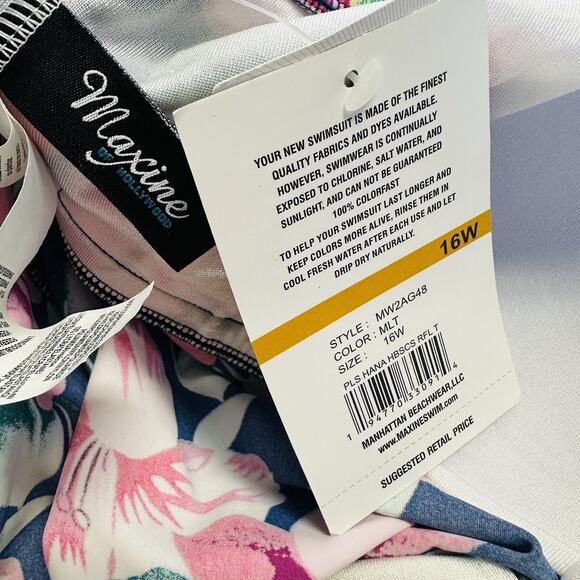 Maxine
OF HOLLYWOOD
YOUR NEW SWIMSUIT IS MADE OF THE FINEST
QUALITY FABRICS AND DYES AVAILABLE.
HOWEVER, SWIMWEAR IS CONTINUALLY
EXPOSED TO CHLORINE, SALT WATER, AND
SUNLIGHT, AND CAN NOT BE GUARANTEED
100% COLORFAST
TO HELP YOUR SWIMSUIT LAST LONGER AND
KEEP COLORS MORE ALIVE, RINSE THEM IN
COOL FRESH WATER AFTER EACH USE AND LET
DRIP DRY NATURALLY.
16W
STYLE: MW2AG48
COLOR: MLT
SIZE: 16W
PLS HANA HBSCS RFL T
MANHATTAN BEACHWEAR,LLC
WWW.MAXINESWIM.COM
SUGGESTED RETAIL PRICE